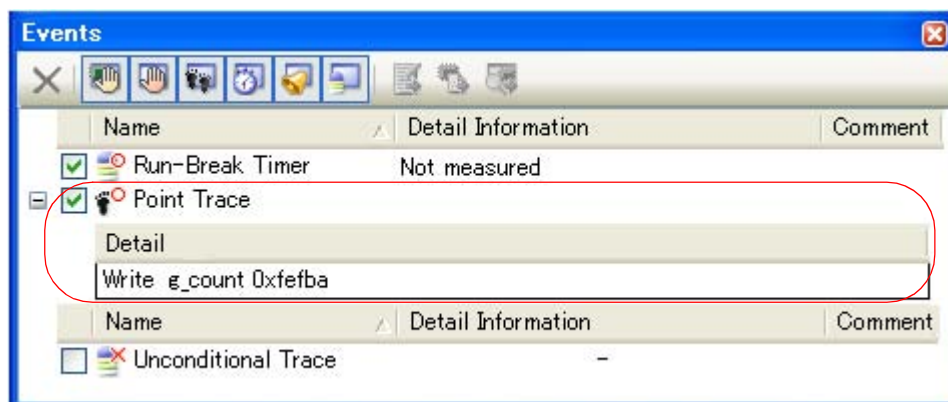 Events
Name Detail Information Comment
Run-Break Timer Not measured
Point Trace
Detail
Write g_count 0xfefba
Name Detail Information Comment
Unconditional Trace -